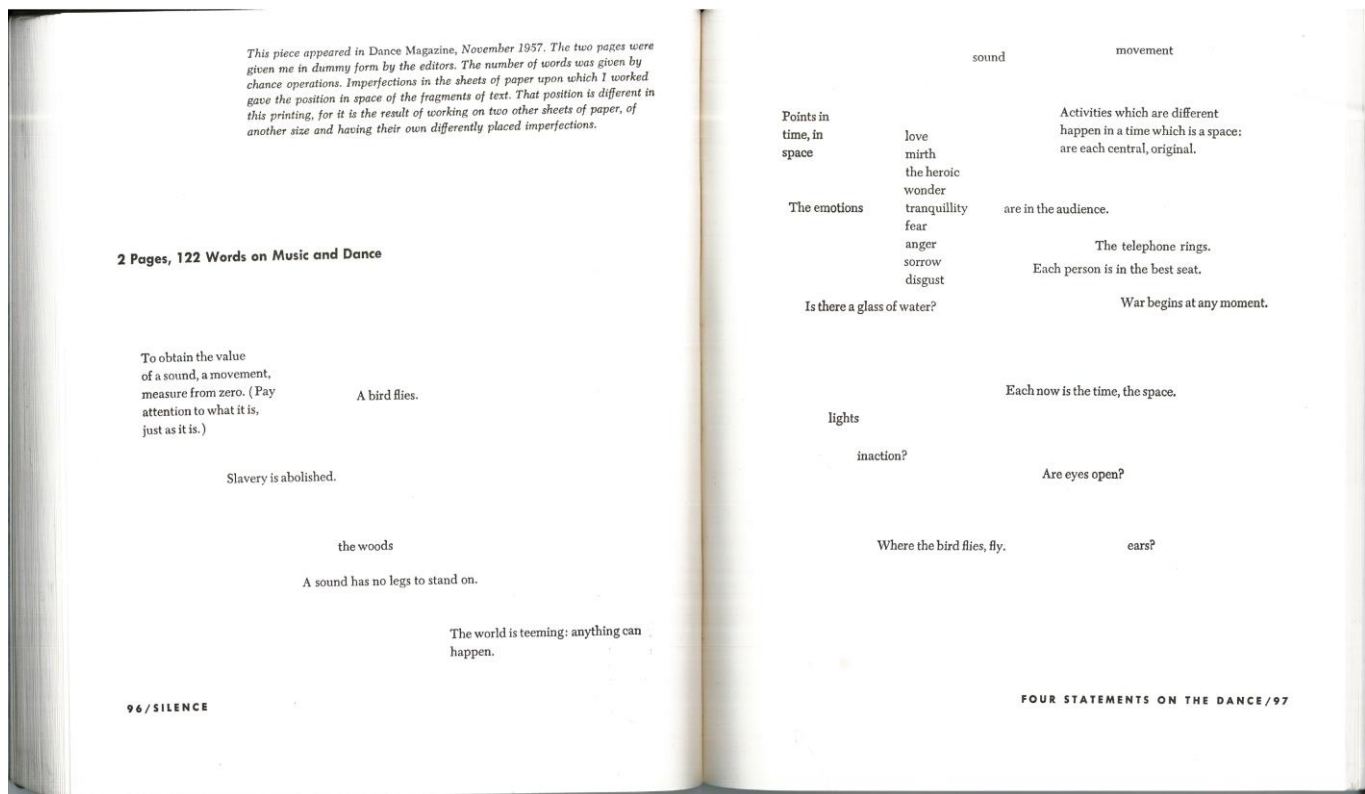 This piece appeared in Dance Magazine, November 1957. The two pages were
given me in dummy form by the editors. The number of words was given by
chance operations. Imperfections in the sheets of paper upon which I worked
gave the position in space of the fragments of text. That position is different in
this printing, for it is the result of working on two other sheets of paper, of
another size and having their own differently placed imperfections.
2 Pages, 122 Words on Music and Dance
To obtain the value
of a sound, a movement,
measure from zero. (Pay
attention to what it is,
just as it is.)
A bird flies.
Slavery is abolished.
the woods
A sound has no legs to stand on.
The world is teeming: anything can
happen.
96/SILENCE
sound
movement
Points in
time, in
space
Activities which are different
happen in a time which is a space:
are each central, original.
The emotions
love
mirth
the heroic
wonder
tranquillity
fear
anger
sorrow
disgust
are in the audience.
The telephone rings.
Each person is in the best seat.
Is there a glass of water?
War begins at any moment.
Each now is the time, the space.
lights
inaction?
Are eyes open?
Where the bird flies, fly.
ears?
FOUR STATEMENTS ON THE DANCE/97